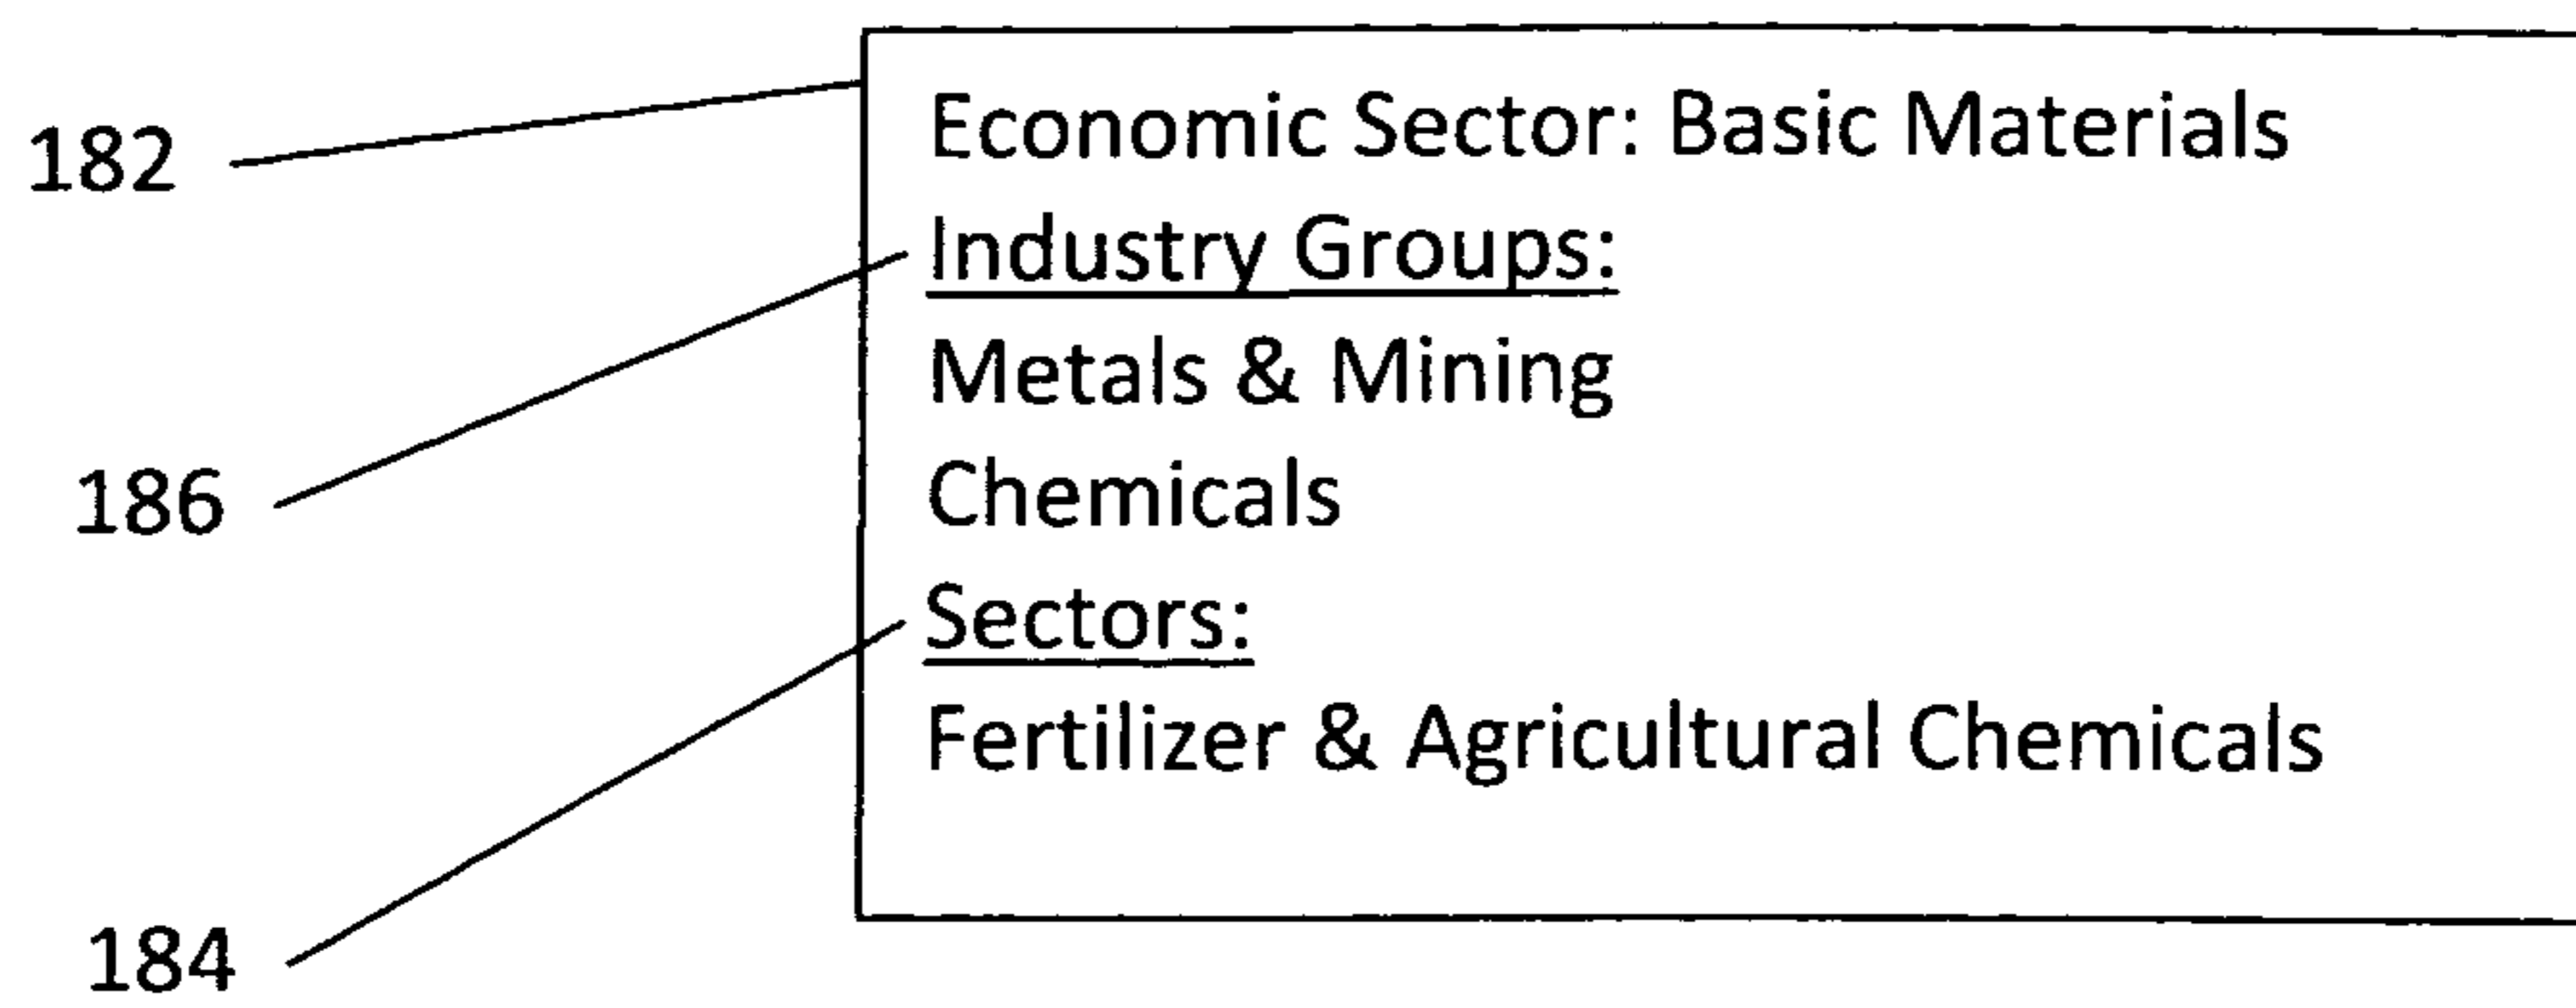 182
Economic Sector: Basic Materials
Industry Groups:
Metals & Mining
186
Chemicals
Sectors:
Fertilizer & Agricultural Chemicals
184